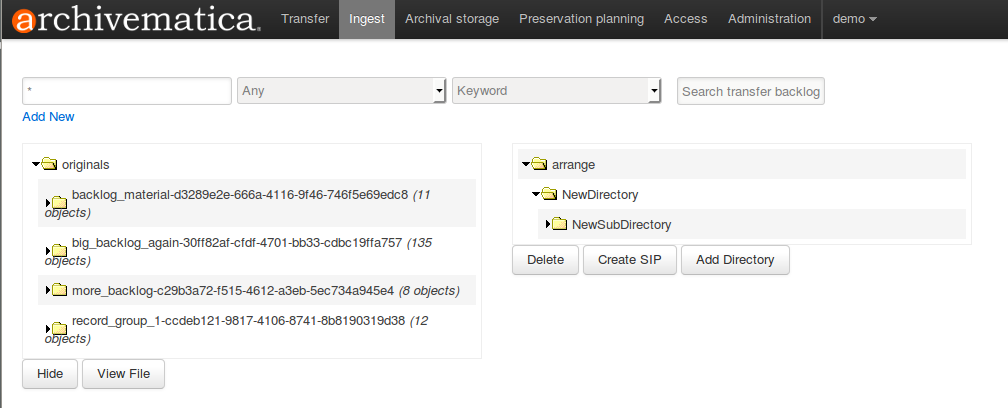 archivematica® Transfer Ingest Archival storage Preservation planning Access Administration demo
* Any Keyword Search transfer backlog
Add New
originals
backlog_material-d3289e2e-666a-4116-9f46-746f5e69edc8 (11
objects)
big_backlog_again-30ff82af-cfdf-4701-bb33-cdbc19ffa757 (135
objects)
more_backlog-c29b3a72-f515-4612-a3eb-5ec734a945e4 (8 objects)
record_group_1-ccdeb121-9817-4106-8741-8b8190319d38 (12
objects)
Hide View File
arrange
NewDirectory
NewSubDirectory
Delete Create SIP Add Directory